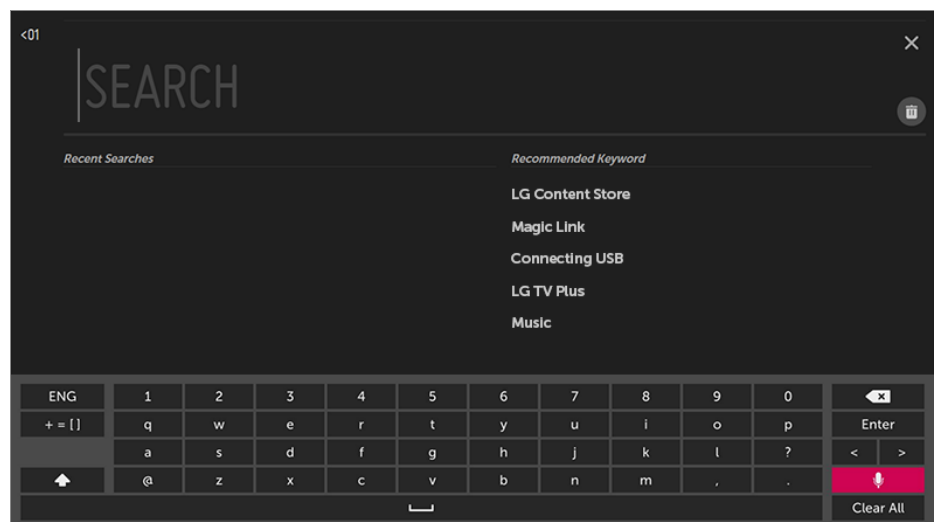 <01
SEARCH
Recent Searches
Recommended Keyword
LG Content Store
Magic Link
Connecting USB
LG TV Plus
Music
ENG 1 2 3 4 5 6 7 8 9 0
+ = [ ] q w e r t y u i o p Enter
a s d f g h j k l ? < >
@ z x c v b n m , .
Clear All